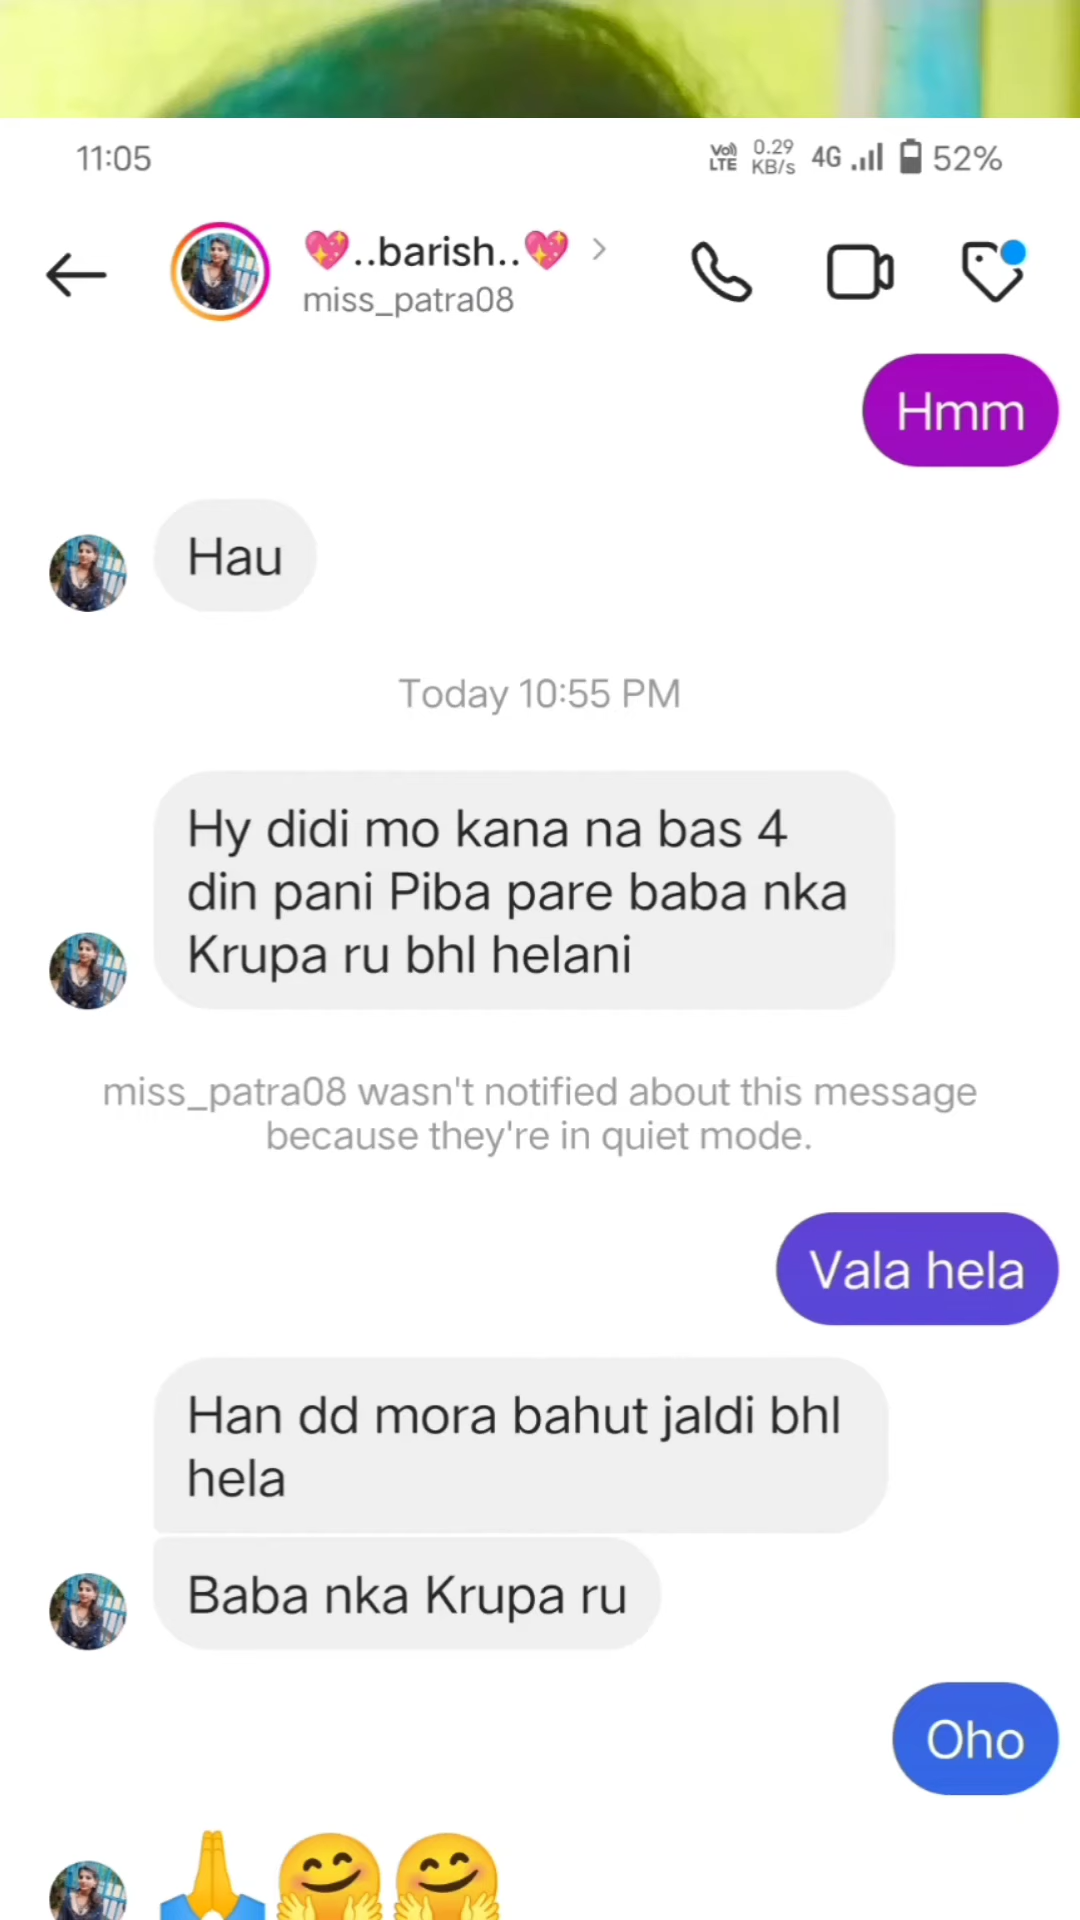 11:05
Vo) LTE 0.29 KB/s 4G 52%
💖..barish..💖 >
miss_patra08
Hmm
Hau
Today 10:55 PM
Hy didi mo kana na bas 4
din pani Piba pare baba nka
Krupa ru bhl helani
miss_patra08 wasn't notified about this message
because they're in quiet mode.
Vala hela
Han dd mora bahut jaldi bhl
hela
Baba nka Krupa ru
Oho
🙏🤗🤗